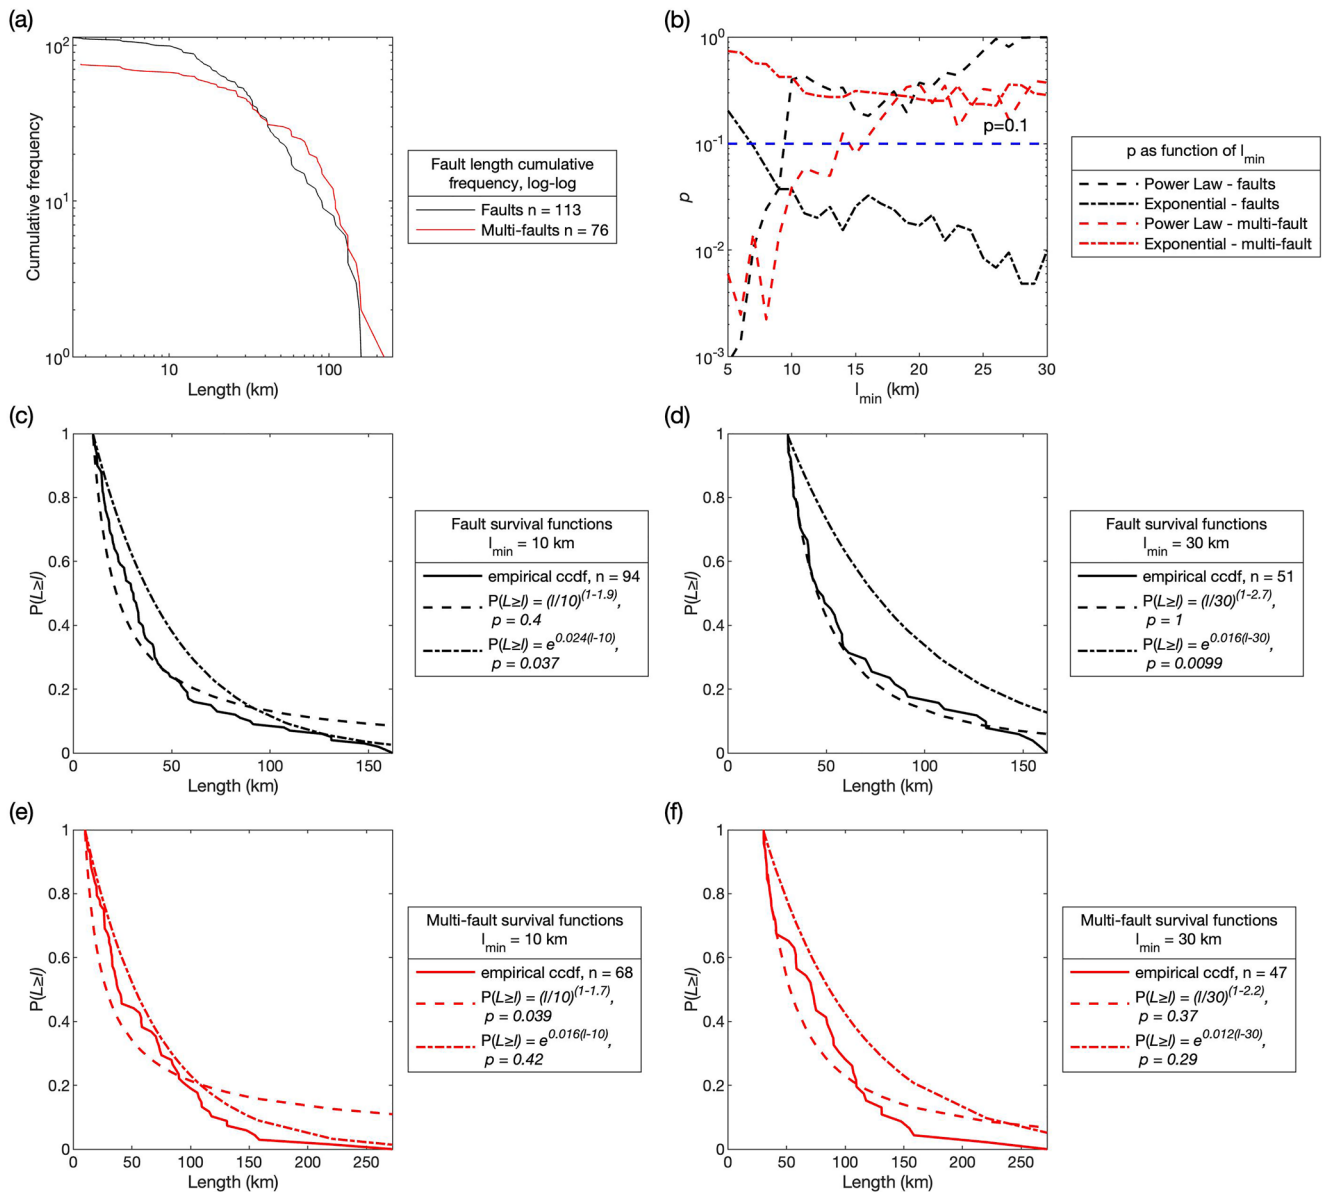 (a)
10^2
10^1
10^0
Cumulative frequency
10
100
Length (km)
Fault length cumulative
frequency, log-log
Faults n = 113
Multi-faults n = 76
(b)
10^0
10^-1
10^-2
10^-3
p
p=0.1
5
10
15
20
25
30
l_min (km)
p as function of l_min
Power Law - faults
Exponential - faults
Power Law - multi-fault
Exponential - multi-fault
(c)
1
0.8
0.6
0.4
0.2
0
P(L≥l)
0
50
100
150
Length (km)
Fault survival functions
l_min = 10 km
empirical ccdf, n = 94
P(L≥l) = (l/10)^(1-1.9),
p = 0.4
P(L≥l) = e^0.024(l-10),
p = 0.037
(d)
1
0.8
0.6
0.4
0.2
0
P(L≥l)
0
50
100
150
Length (km)
Fault survival functions
l_min = 30 km
empirical ccdf, n = 51
P(L≥l) = (l/30)^(1-2.7),
p = 1
P(L≥l) = e^0.016(l-30),
p = 0.0099
(e)
1
0.8
0.6
0.4
0.2
0
P(L≥l)
0
50
100
150
200
250
Length (km)
Multi-fault survival functions
l_min = 10 km
empirical ccdf, n = 68
P(L≥l) = (l/10)^(1-1.7),
p = 0.039
P(L≥l) = e^0.016(l-10),
p = 0.42
(f)
1
0.8
0.6
0.4
0.2
0
P(L≥l)
0
50
100
150
200
250
Length (km)
Multi-fault survival functions
l_min = 30 km
empirical ccdf, n = 47
P(L≥l) = (l/30)^(1-2.2),
p = 0.37
P(L≥l) = e^0.012(l-30),
p = 0.29